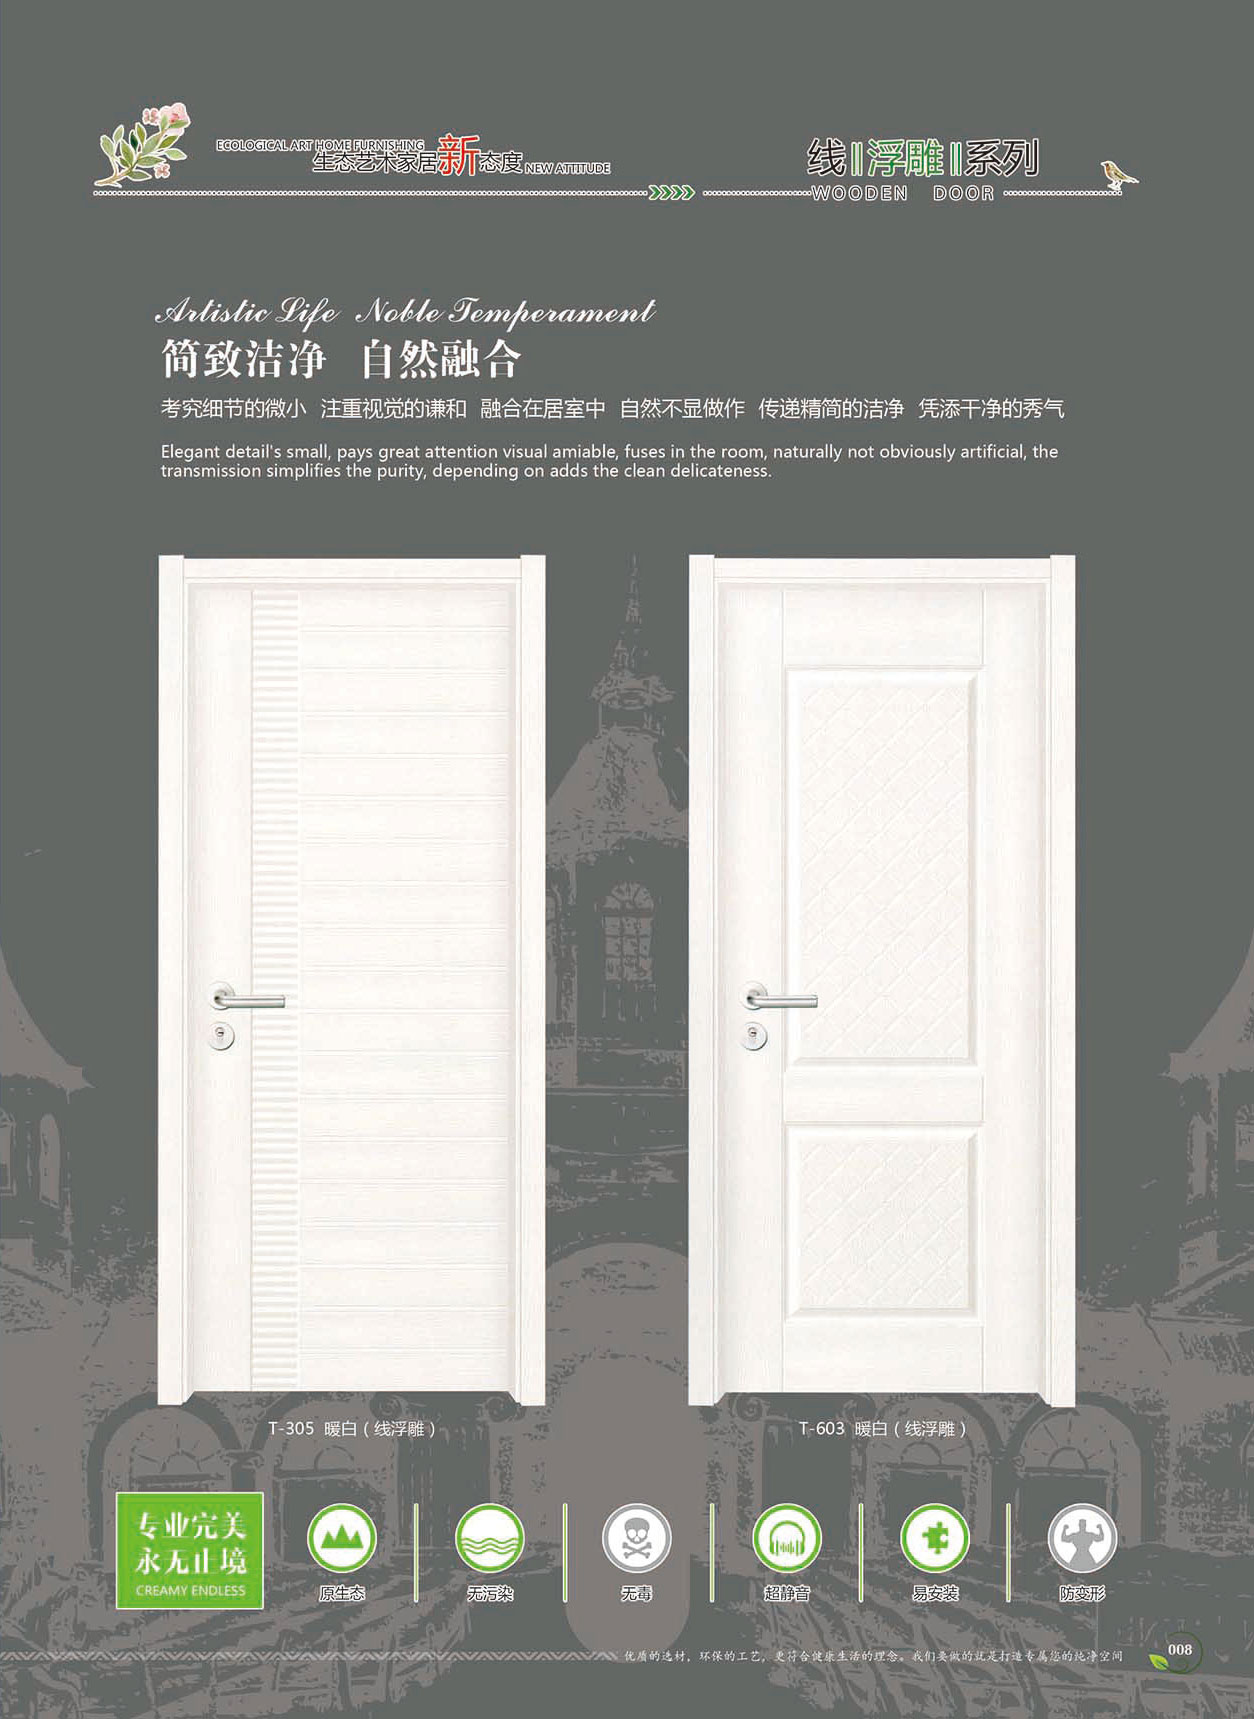 ECOLOGICAL ART HOME FURNISHING
生态艺术家居新态度 NEW ATTITUDE
线||浮雕||系列
WOODEN DOOR
Artistic Life Noble Temperament
简致洁净 自然融合
考究细节的微小 注重视觉的谦和 融合在居室中 自然不显做作 传递精简的洁净 凭添干净的秀气
Elegant detail's small, pays great attention visual amiable, fuses in the room, naturally not obviously artificial, the
transmission simplifies the purity, depending on adds the clean delicateness.
T-305 暖白（线浮雕）
T-603 暖白（线浮雕）
专业完美
永无止境
CREAMY ENDLESS
原生态
无污染
无毒
超静音
易安装
防变形
优质的选材，环保的工艺，更符合健康生活的理念。我们要做的就是打造专属您的纯净空间
008